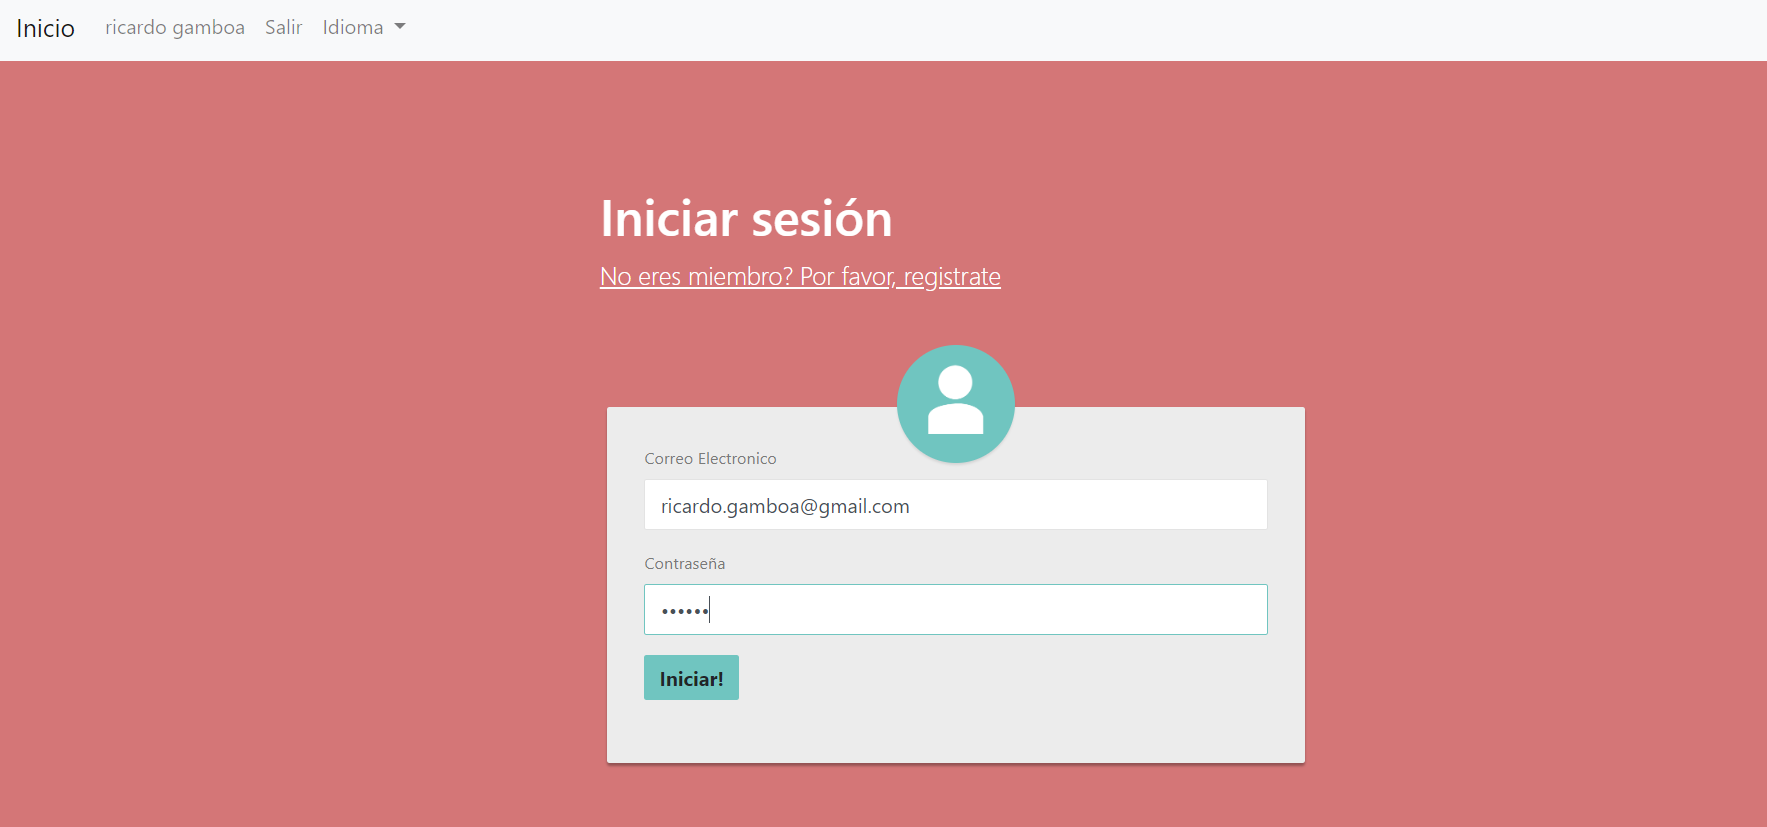 Inicio ricardo gamboa Salir Idioma
Iniciar sesión
No eres miembro? Por favor, registrate
Correo Electronico
ricardo.gamboa@gmail.com
Contraseña
••••••
Iniciar!